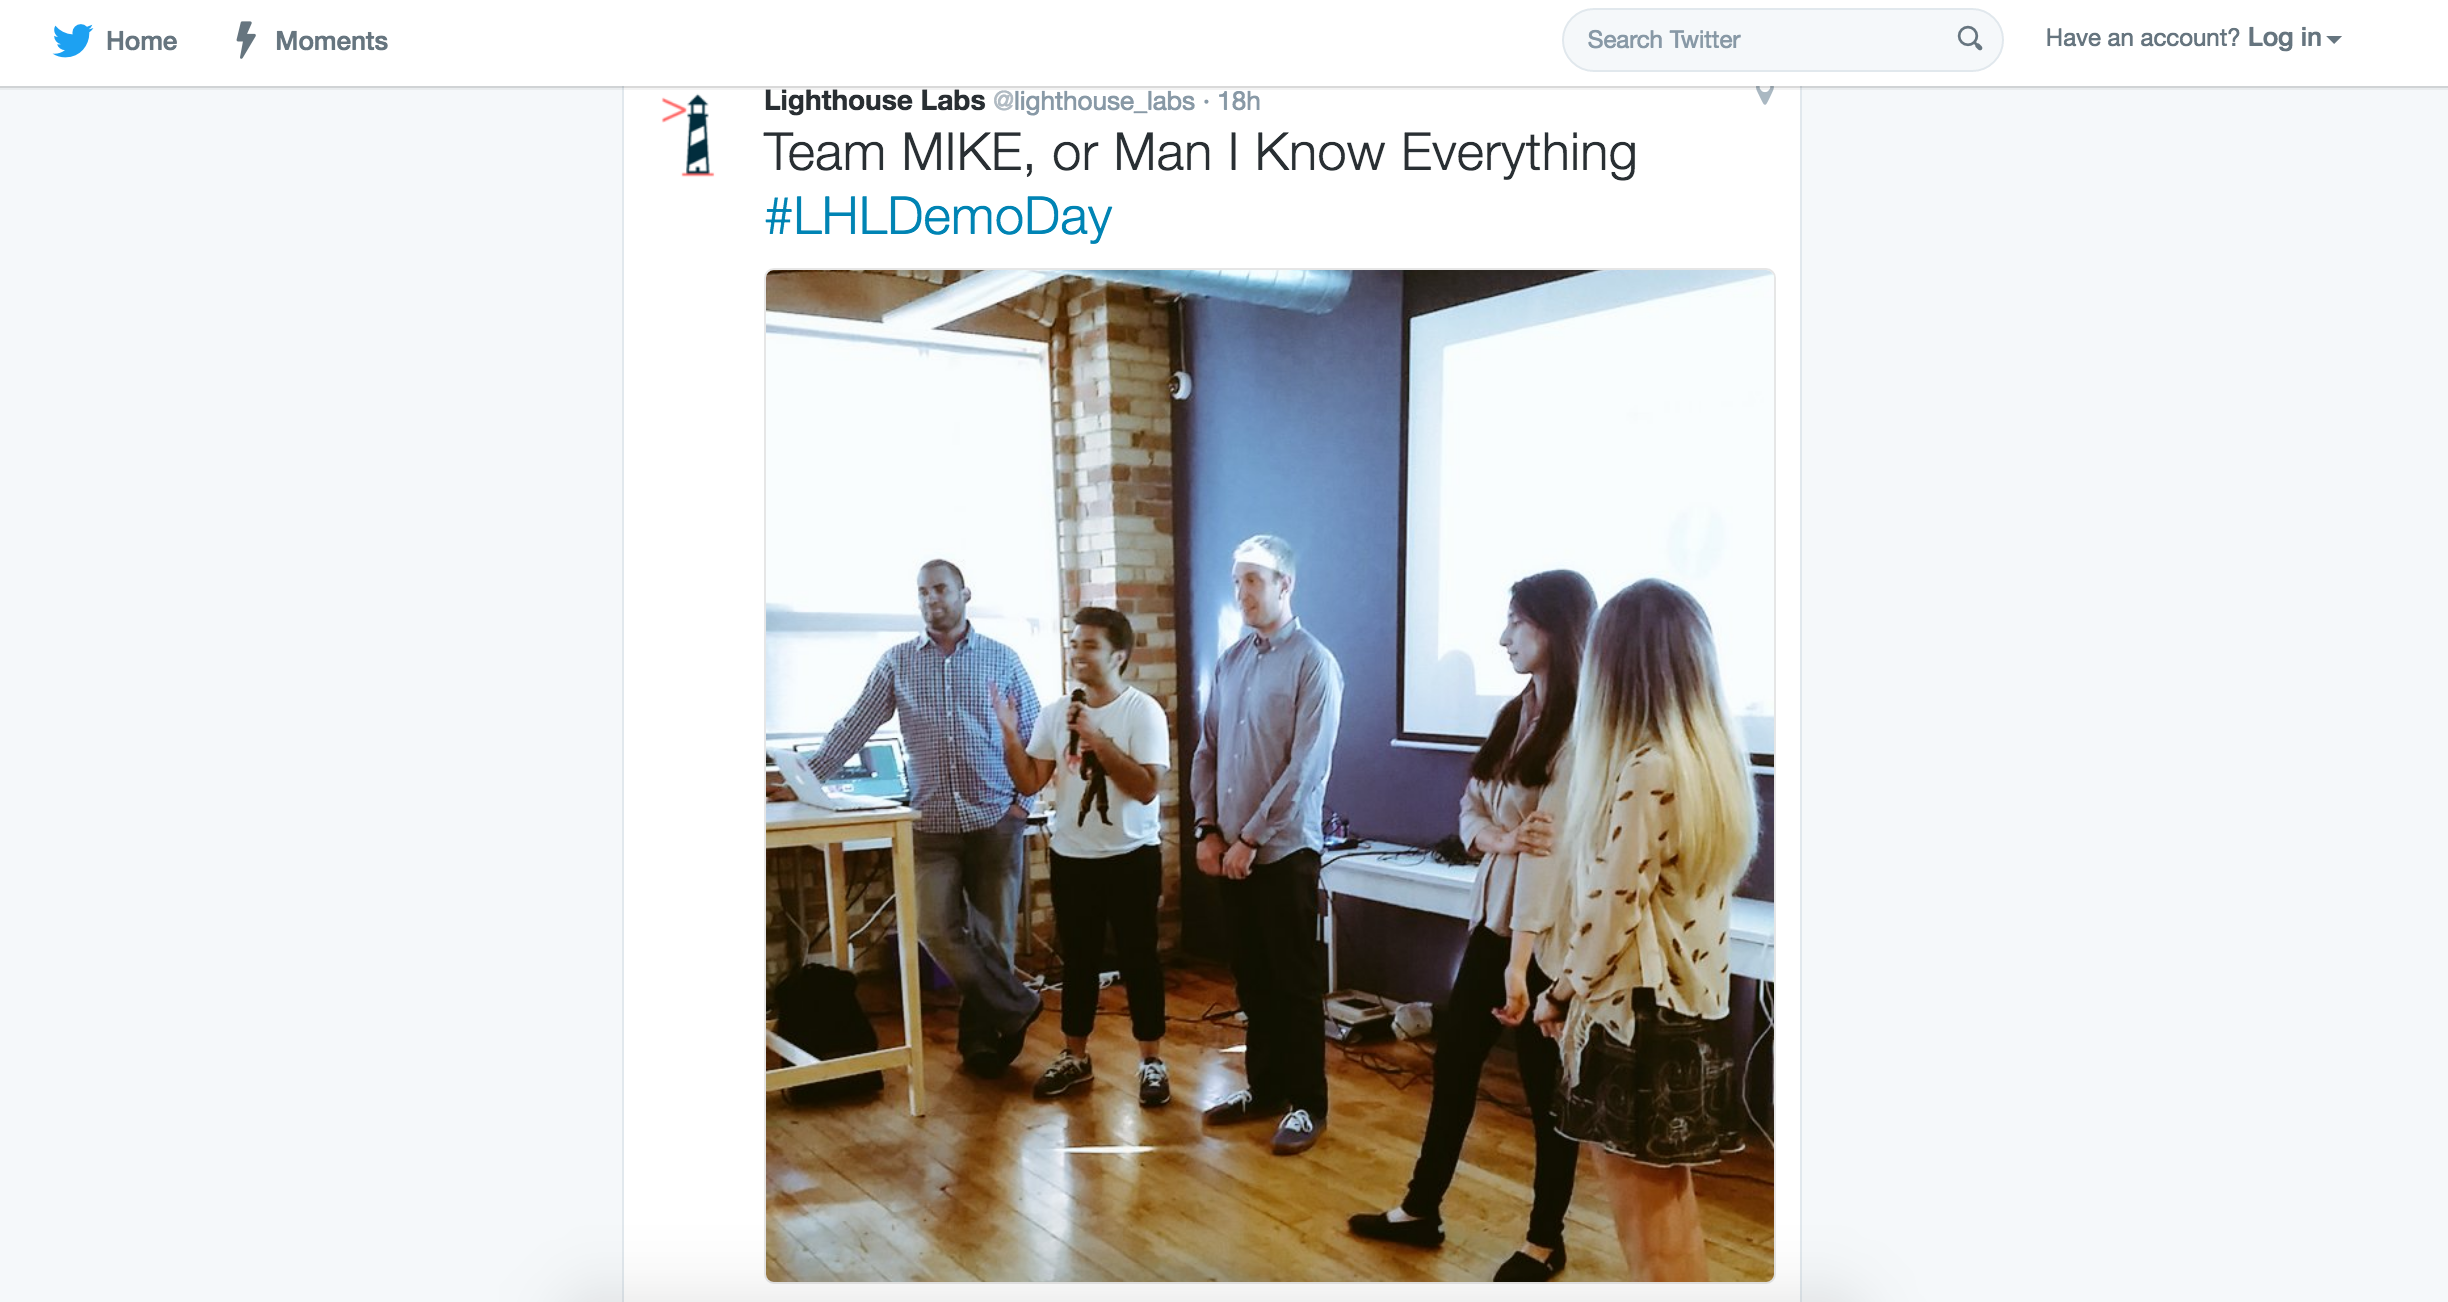 Home
Moments
Search Twitter
Have an account? Log in
Lighthouse Labs @lighthouse_labs · 18h
Team MIKE, or Man I Know Everything
#LHLDemoDay